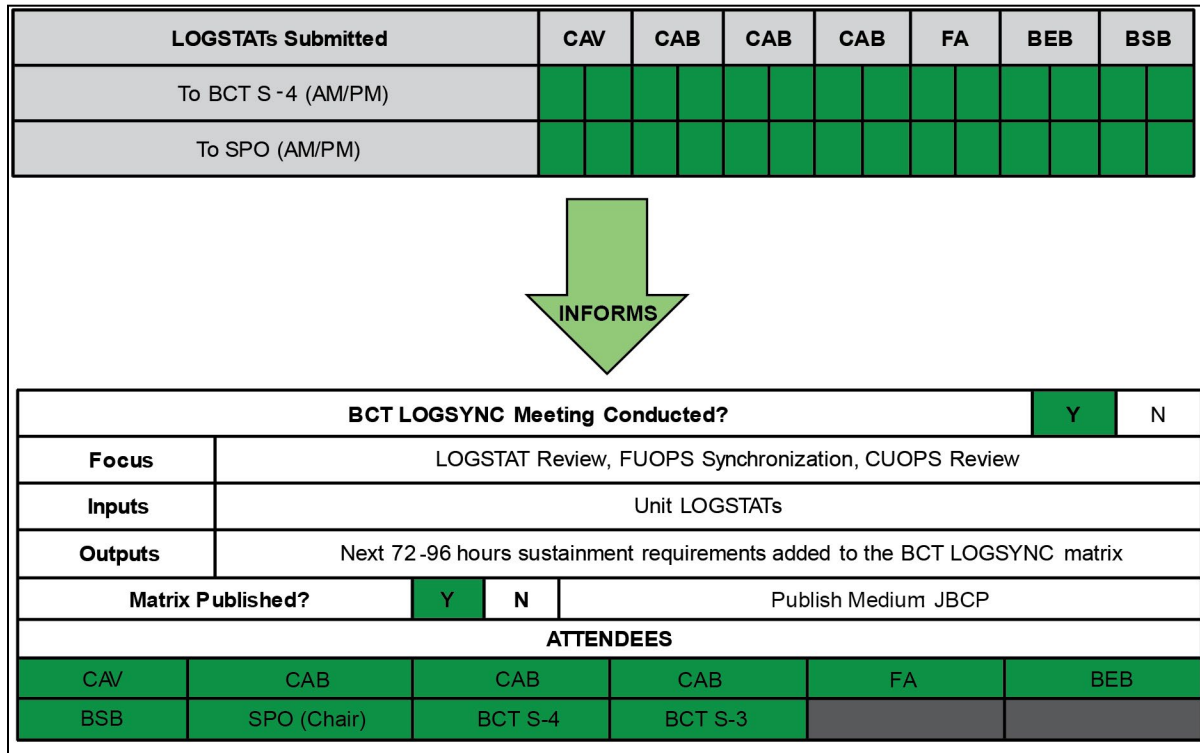 LOGSTATs Submitted CAV CAB CAB CAB FA BEB BSB
To BCT S-4 (AM/PM)
To SPO (AM/PM)
INFORMS
BCT LOGSYNC Meeting Conducted? Y N
Focus LOGSTAT Review, FUOPS Synchronization, CUOPS Review
Inputs Unit LOGSTATs
Outputs Next 72-96 hours sustainment requirements added to the BCT LOGSYNC matrix
Matrix Published? Y N Publish Medium JBCP
ATTENDEES
CAV CAB CAB CAB FA BEB
BSB SPO (Chair) BCT S-4 BCT S-3